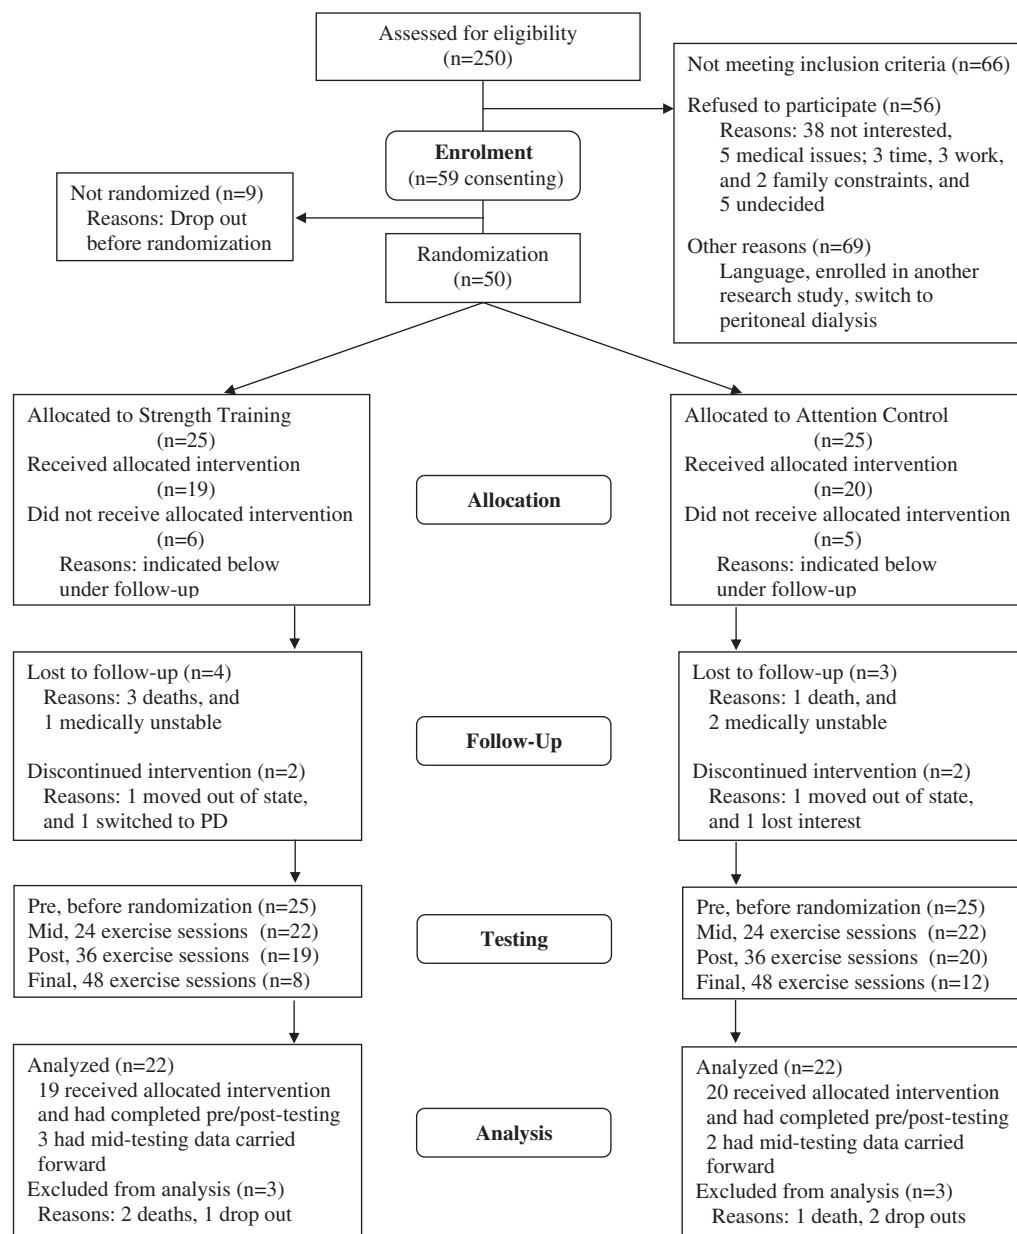 Assessed for eligibility
(n=250)
Not meeting inclusion criteria (n=66)
Refused to participate (n=56)
Reasons: 38 not interested,
5 medical issues; 3 time, 3 work,
and 2 family constraints, and
5 undecided
Other reasons (n=69)
Language, enrolled in another
research study, switch to
peritoneal dialysis
Enrolment
(n=59 consenting)
Not randomized (n=9)
Reasons: Drop out
before randomization
Randomization
(n=50)
Allocated to Strength Training
(n=25)
Received allocated intervention
(n=19)
Did not receive allocated intervention
(n=6)
Reasons: indicated below
under follow-up
Allocation
Allocated to Attention Control
(n=25)
Received allocated intervention
(n=20)
Did not receive allocated intervention
(n=5)
Reasons: indicated below
under follow-up
Lost to follow-up (n=4)
Reasons: 3 deaths, and
1 medically unstable
Discontinued intervention (n=2)
Reasons: 1 moved out of state,
and 1 switched to PD
Follow-Up
Lost to follow-up (n=3)
Reasons: 1 death, and
2 medically unstable
Discontinued intervention (n=2)
Reasons: 1 moved out of state,
and 1 lost interest
Pre, before randomization (n=25)
Mid, 24 exercise sessions (n=22)
Post, 36 exercise sessions (n=19)
Final, 48 exercise sessions (n=8)
Testing
Pre, before randomization (n=25)
Mid, 24 exercise sessions (n=22)
Post, 36 exercise sessions (n=20)
Final, 48 exercise sessions (n=12)
Analyzed (n=22)
19 received allocated intervention
and had completed pre/post-testing
3 had mid-testing data carried
forward
Excluded from analysis (n=3)
Reasons: 2 deaths, 1 drop out
Analysis
Analyzed (n=22)
20 received allocated intervention
and had completed pre/post-testing
2 had mid-testing data carried
forward
Excluded from analysis (n=3)
Reasons: 1 death, 2 drop outs